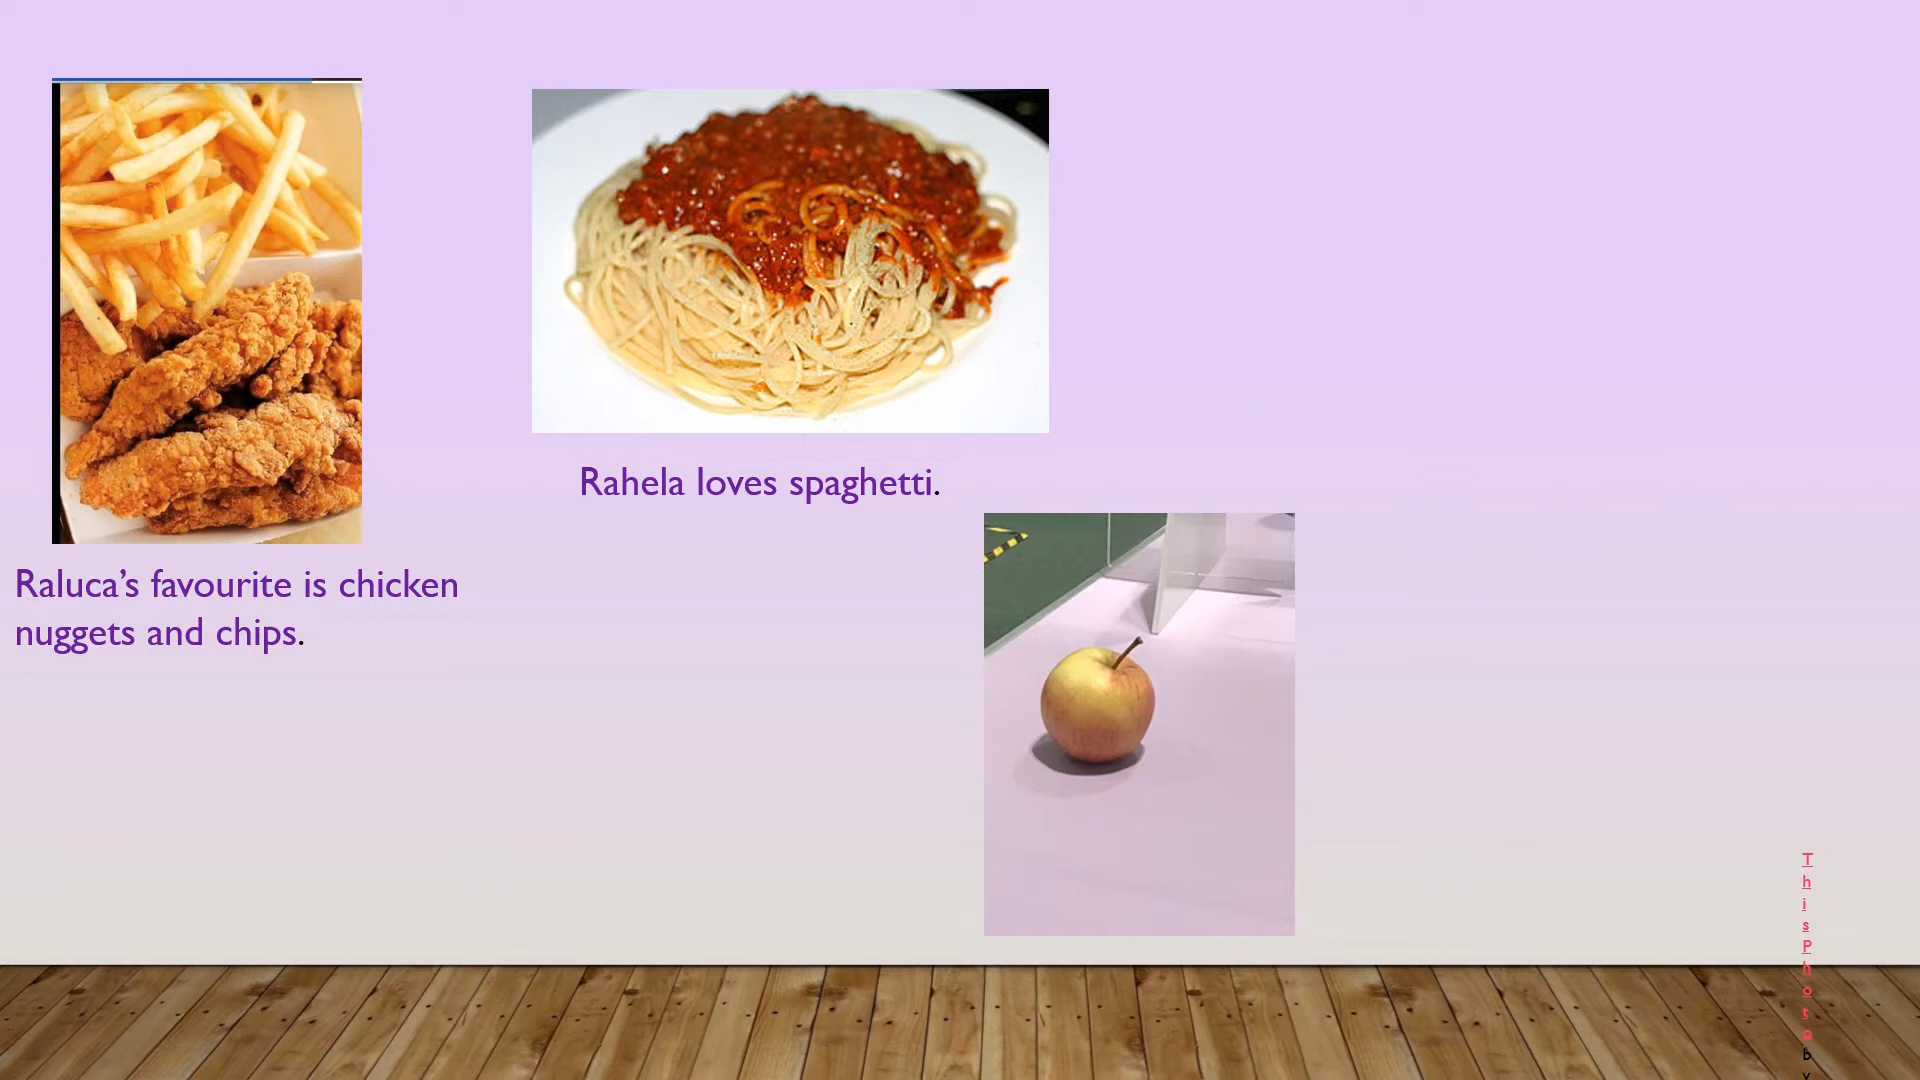 Rahela loves spaghetti.
Raluca’s favourite is chicken
nuggets and chips.
This Photo
by